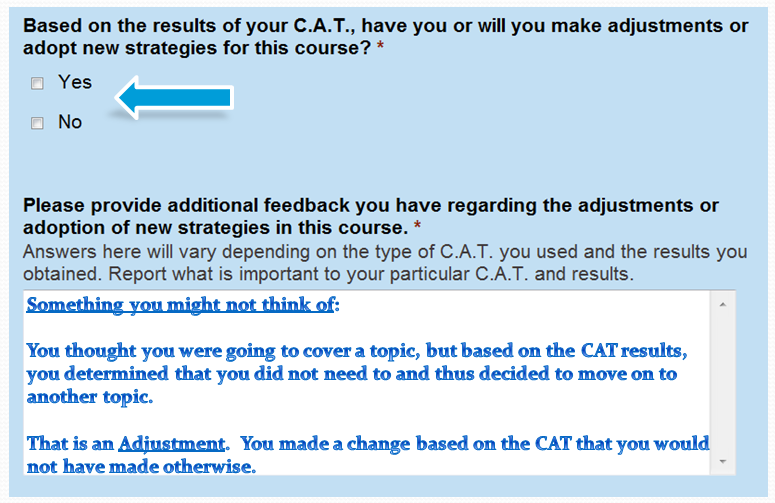 Based on the results of your C.A.T., have you or will you make adjustments or
adopt new strategies for this course? *
Yes
No
Please provide additional feedback you have regarding the adjustments or
adoption of new strategies in this course. *
Answers here will vary depending on the type of C.A.T. you used and the results you
obtained. Report what is important to your particular C.A.T. and results.
Something you might not think of:
You thought you were going to cover a topic, but based on the CAT results,
you determined that you did not need to and thus decided to move on to
another topic.
That is an Adjustment. You made a change based on the CAT that you would
not have made otherwise.